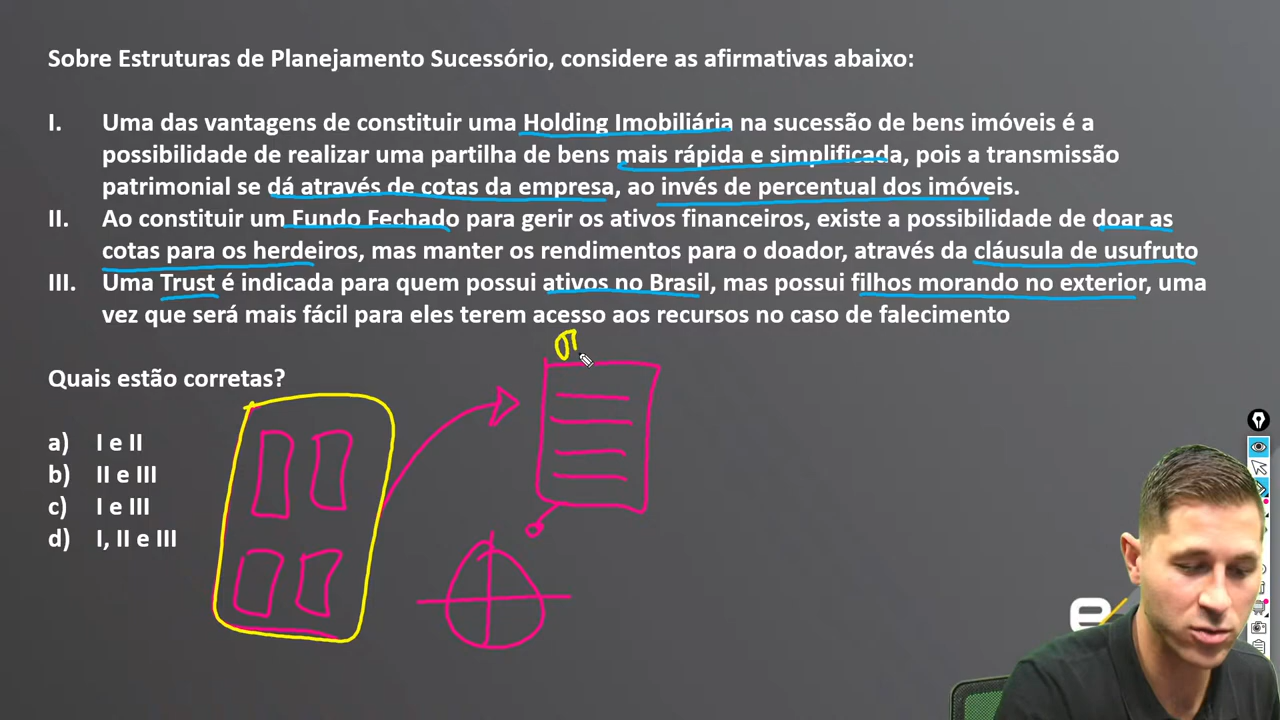 Sobre Estruturas de Planejamento Sucessório, considere as afirmativas abaixo:
I. Uma das vantagens de constituir uma Holding Imobiliária na sucessão de bens imóveis é a
possibilidade de realizar uma partilha de bens mais rápida e simplificada, pois a transmissão
patrimonial se dá através de cotas da empresa, ao invés de percentual dos imóveis.
II. Ao constituir um Fundo Fechado para gerir os ativos financeiros, existe a possibilidade de doar as
cotas para os herdeiros, mas manter os rendimentos para o doador, através da cláusula de usufruto
III. Uma Trust é indicada para quem possui ativos no Brasil, mas possui filhos morando no exterior, uma
vez que será mais fácil para eles terem acesso aos recursos no caso de falecimento
Quais estão corretas?
a) I e II
b) II e III
c) I e III
d) I, II e III